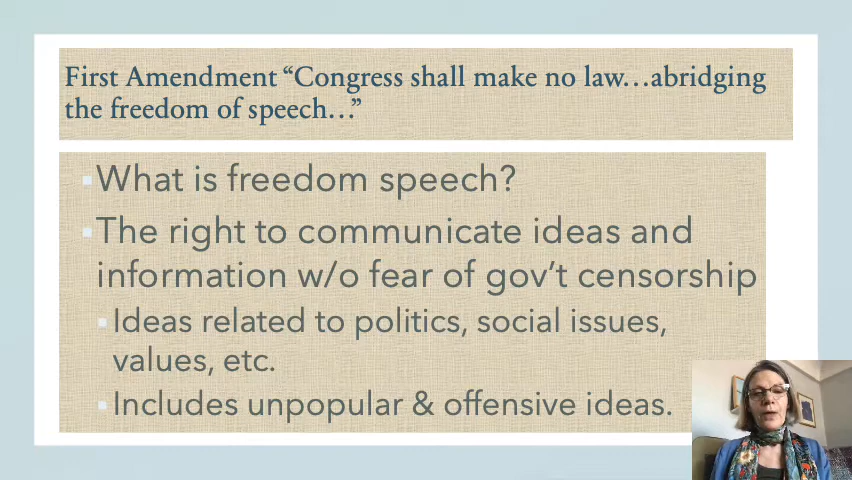 First Amendment “Congress shall make no law…abridging
the freedom of speech…”
What is freedom speech?
The right to communicate ideas and
information w/o fear of gov’t censorship
Ideas related to politics, social issues,
values, etc.
Includes unpopular & offensive ideas.